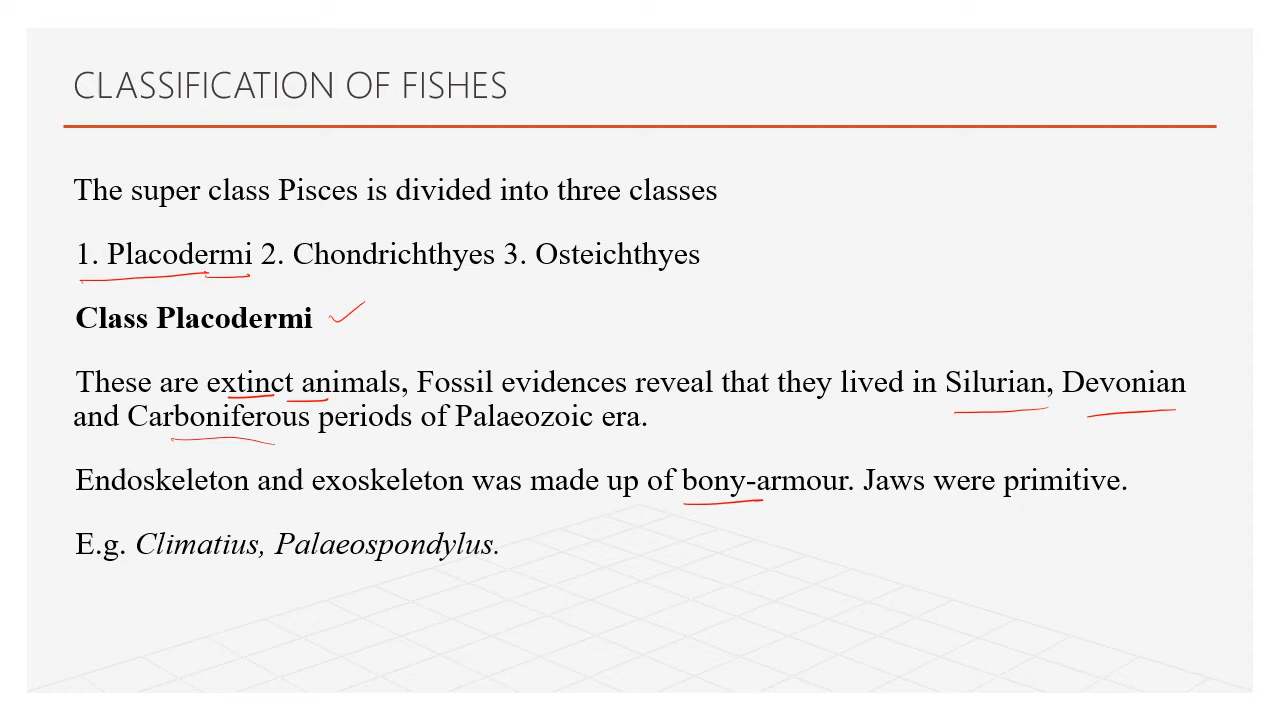 CLASSIFICATION OF FISHES
The super class Pisces is divided into three classes
1. Placodermi 2. Chondrichthyes 3. Osteichthyes
Class Placodermi
These are extinct animals, Fossil evidences reveal that they lived in Silurian, Devonian
and Carboniferous periods of Palaeozoic era.
Endoskeleton and exoskeleton was made up of bony-armour. Jaws were primitive.
E.g. Climatius, Palaeospondylus.